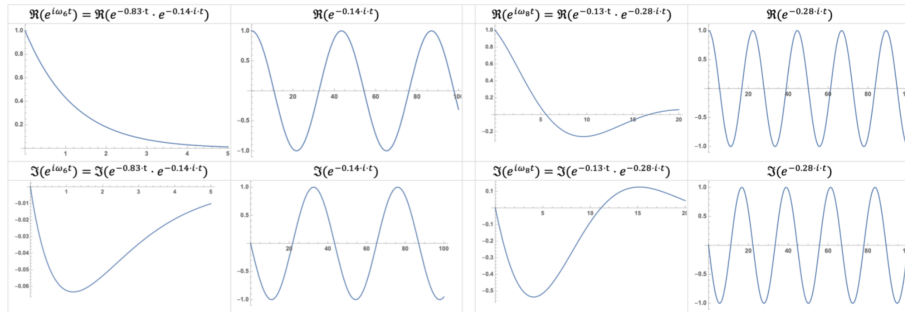 ℜ(e^{iω₆t}) = ℜ(e^{-0.83·t} · e^{-0.14·i·t})
ℜ(e^{-0.14·i·t})
ℜ(e^{iω₈t}) = ℜ(e^{-0.13·t} · e^{-0.28·i·t})
ℜ(e^{-0.28·i·t})
1.0
0.8
0.6
0.4
0.2
1 2 3 4 5
1.0
0.5
-0.5
-1.0
20 40 60 80 100
1.0
0.8
0.6
0.4
0.2
-0.2
5 10 15 20
1.0
0.5
-0.5
-1.0
20 40 60 80
ℑ(e^{iω₆t}) = ℑ(e^{-0.83·t} · e^{-0.14·i·t})
ℑ(e^{-0.14·i·t})
ℑ(e^{iω₈t}) = ℑ(e^{-0.13·t} · e^{-0.28·i·t})
ℑ(e^{-0.28·i·t})
1 2 3 4 5
-0.01
-0.03
-0.04
-0.06
1.0
0.5
-0.5
-1.0
20 40 60 80 100
0.1
-0.1
-0.2
-0.3
-0.4
-0.5
5 10 15 20
1.0
0.5
-0.5
-1.0
20 40 60 80